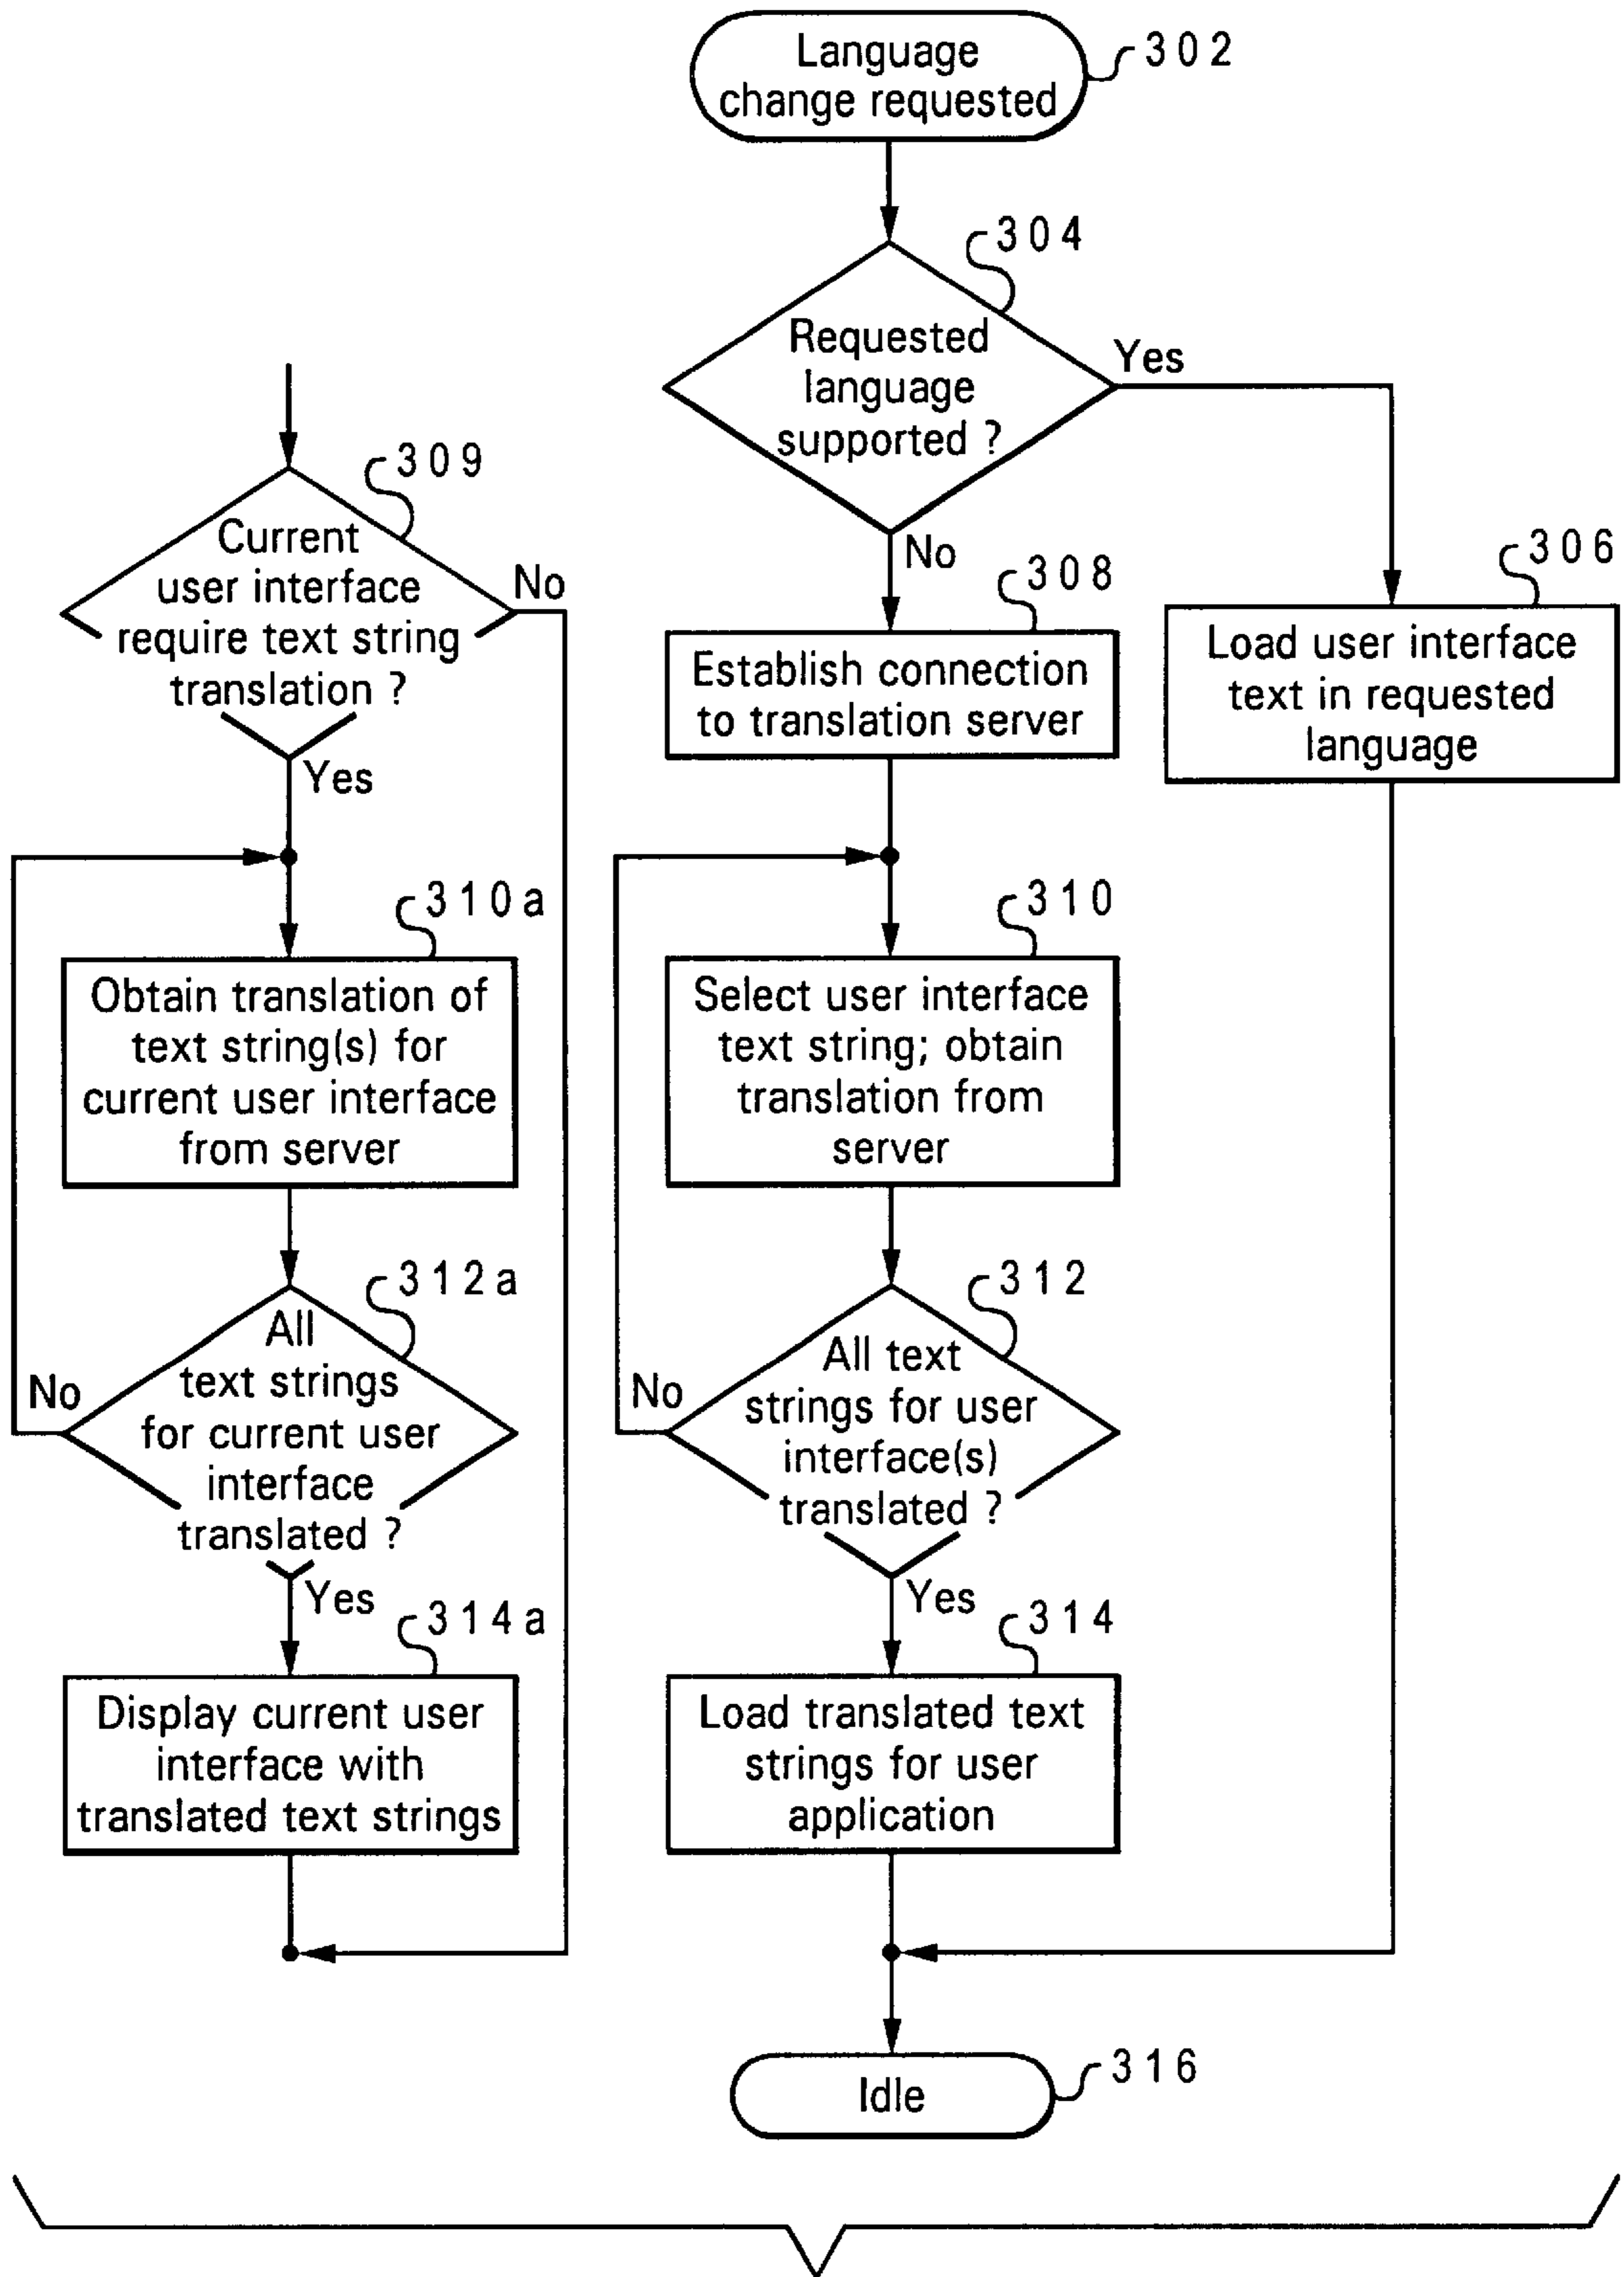 Language
change requested
302
304
Requested
language
supported ?
Yes
No
306
Load user interface
text in requested
language
308
Establish connection
to translation server
310
Select user interface
text string; obtain
translation from
server
312
All text
strings for user
interface(s)
translated ?
No
Yes
314
Load translated text
strings for user
application
Idle
316
309
Current
user interface
require text string
translation ?
No
Yes
310a
Obtain translation of
text string(s) for
current user interface
from server
312a
All
text strings
for current user
interface
translated ?
No
Yes
314a
Display current user
interface with
translated text strings